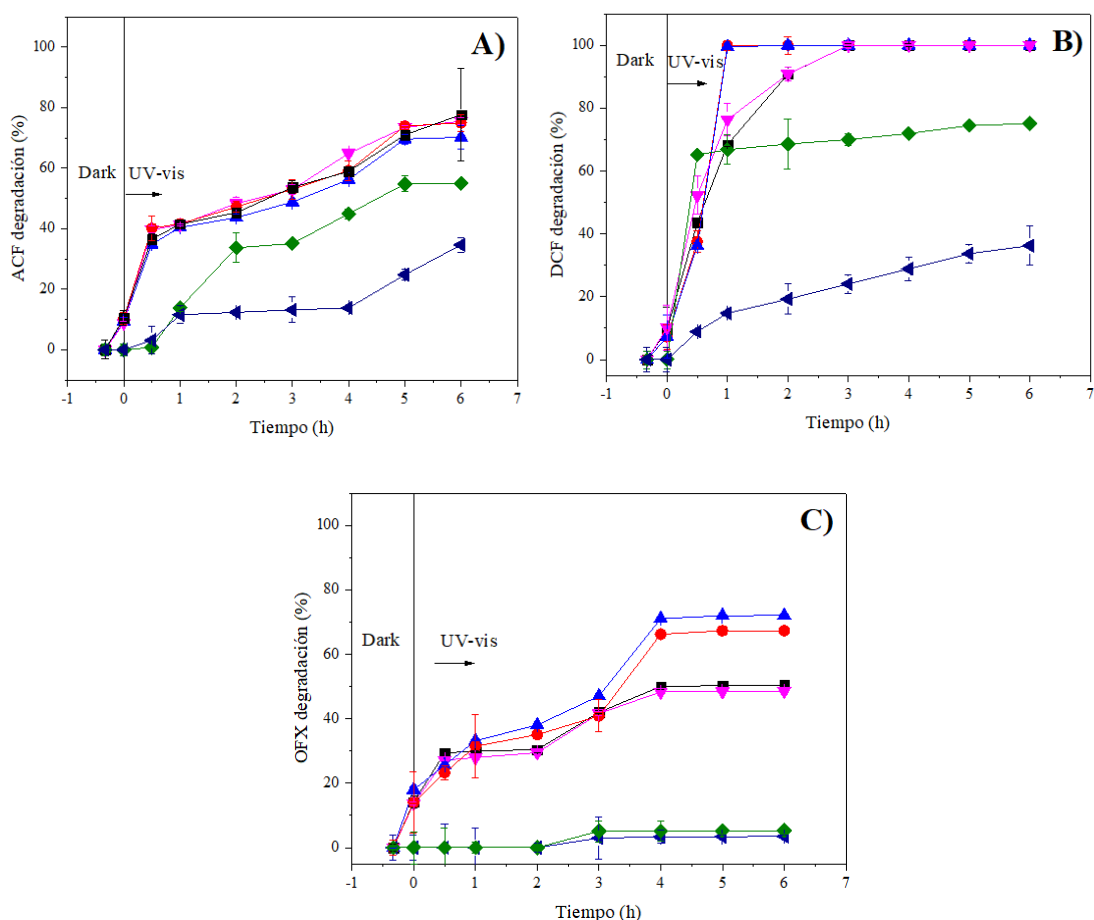 A)
100
80
60
40
20
0
ACF degradación (%)
Dark
UV-vis
-1 0 1 2 3 4 5 6 7
Tiempo (h)
B)
100
80
60
40
20
0
DCF degradación (%)
Dark
UV-vis
-1 0 1 2 3 4 5 6 7
Tiempo (h)
C)
100
80
60
40
20
0
OFX degradación (%)
Dark
UV-vis
-1 0 1 2 3 4 5 6 7
Tiempo (h)